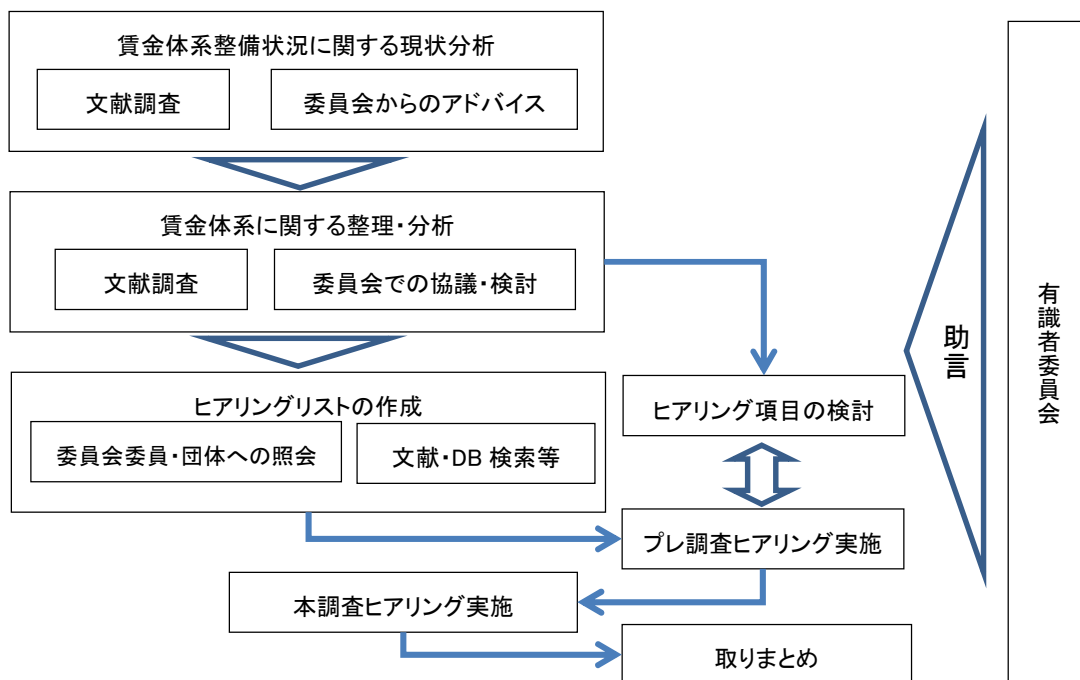 賃金体系整備状況に関する現状分析
文献調査
委員会からのアドバイス
賃金体系に関する整理・分析
文献調査
委員会での協議・検討
ヒアリングリストの作成
委員会委員・団体への照会
文献・DB 検索等
ヒアリング項目の検討
プレ調査ヒアリング実施
本調査ヒアリング実施
取りまとめ
助言
有識者委員会